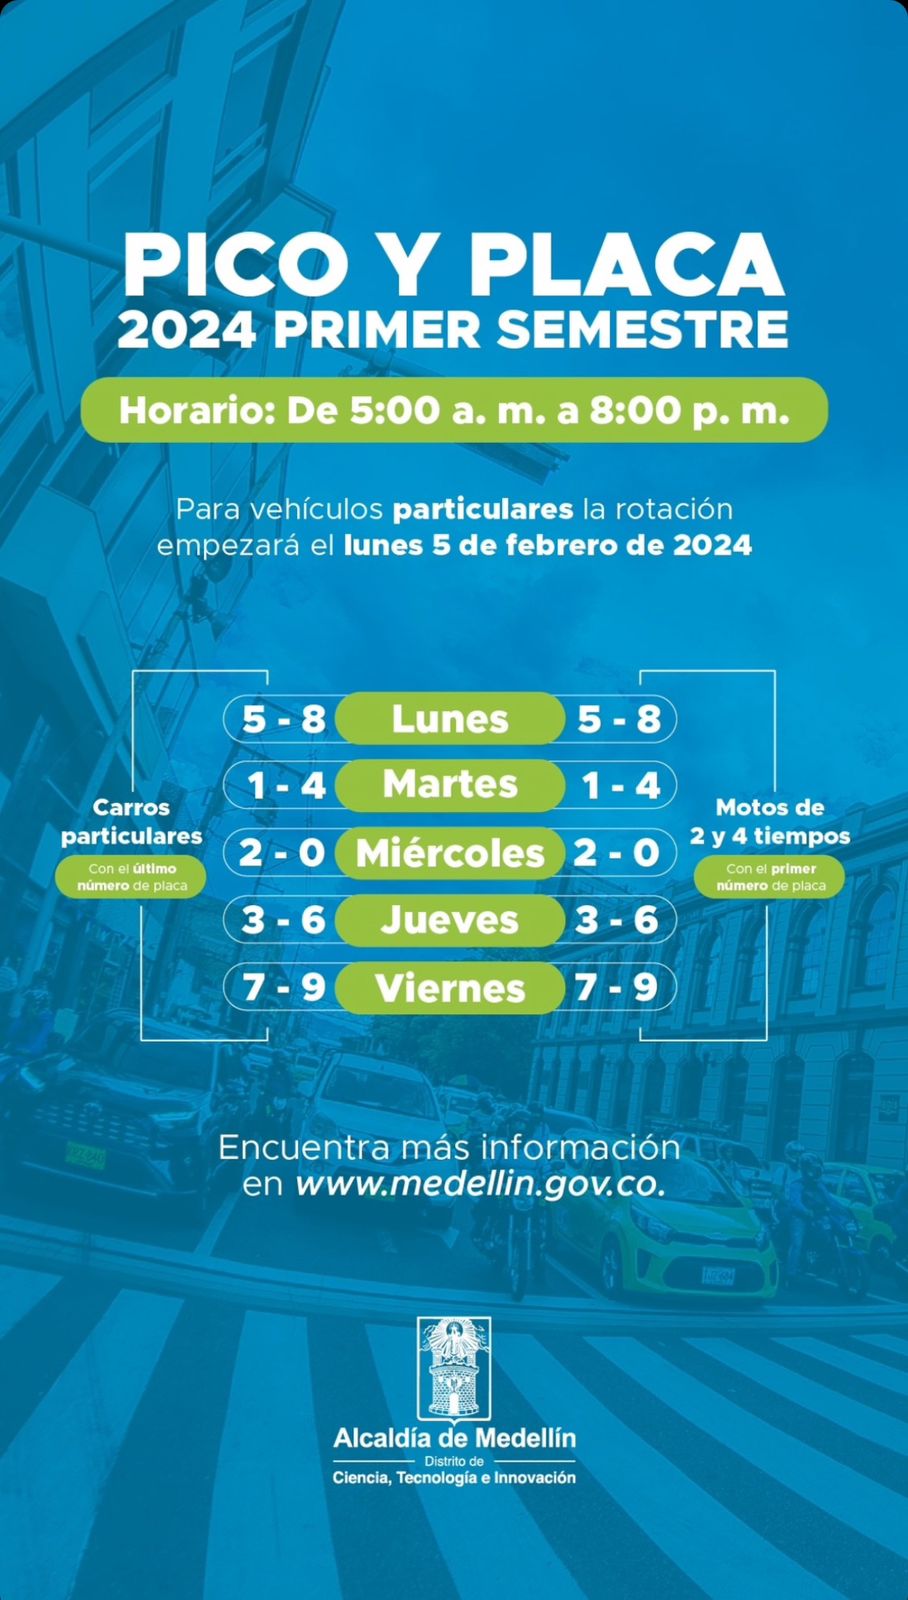 PICO Y PLACA
2024 PRIMER SEMESTRE
Horario: De 5:00 a. m. a 8:00 p. m.
Para vehículos particulares la rotación
empezará el lunes 5 de febrero de 2024
5 - 8 Lunes 5 - 8
1 - 4 Martes 1 - 4
2 - 0 Miércoles 2 - 0
3 - 6 Jueves 3 - 6
7 - 9 Viernes 7 - 9
Carros
particulares
Con el último
número de placa
Motos de
2 y 4 tiempos
Con el primer
número de placa
Encuentra más información
en www.medellin.gov.co.
Alcaldía de Medellín
Distrito de
Ciencia, Tecnología e Innovación